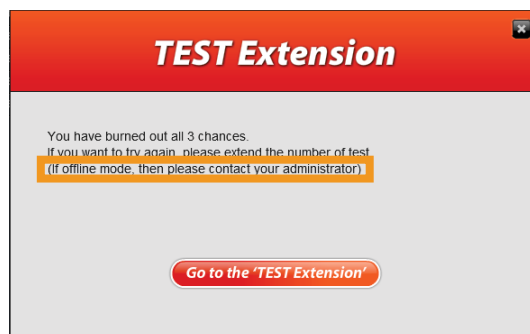 TEST Extension
You have burned out all 3 chances.
If you want to try again, please extend the number of test.
(If offline mode, then please contact your administrator)
Go to the ‘TEST Extension’